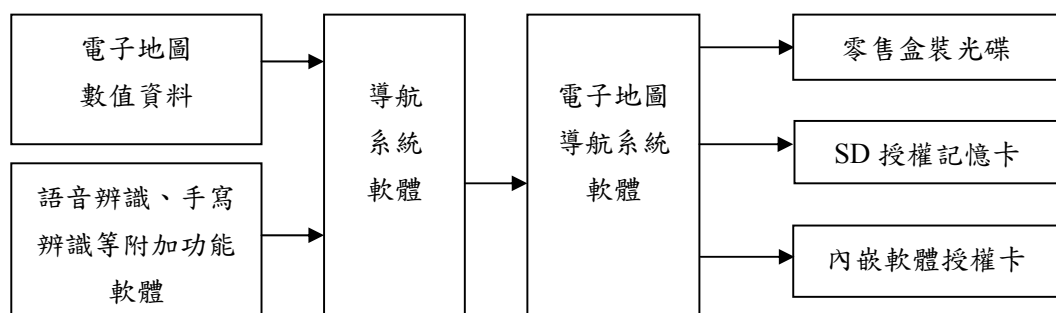 電子地圖
數值資料
語音辨識、手寫
辨識等附加功能
軟體
導航
系統
軟體
電子地圖
導航系統
軟體
零售盒裝光碟
SD 授權記憶卡
內嵌軟體授權卡